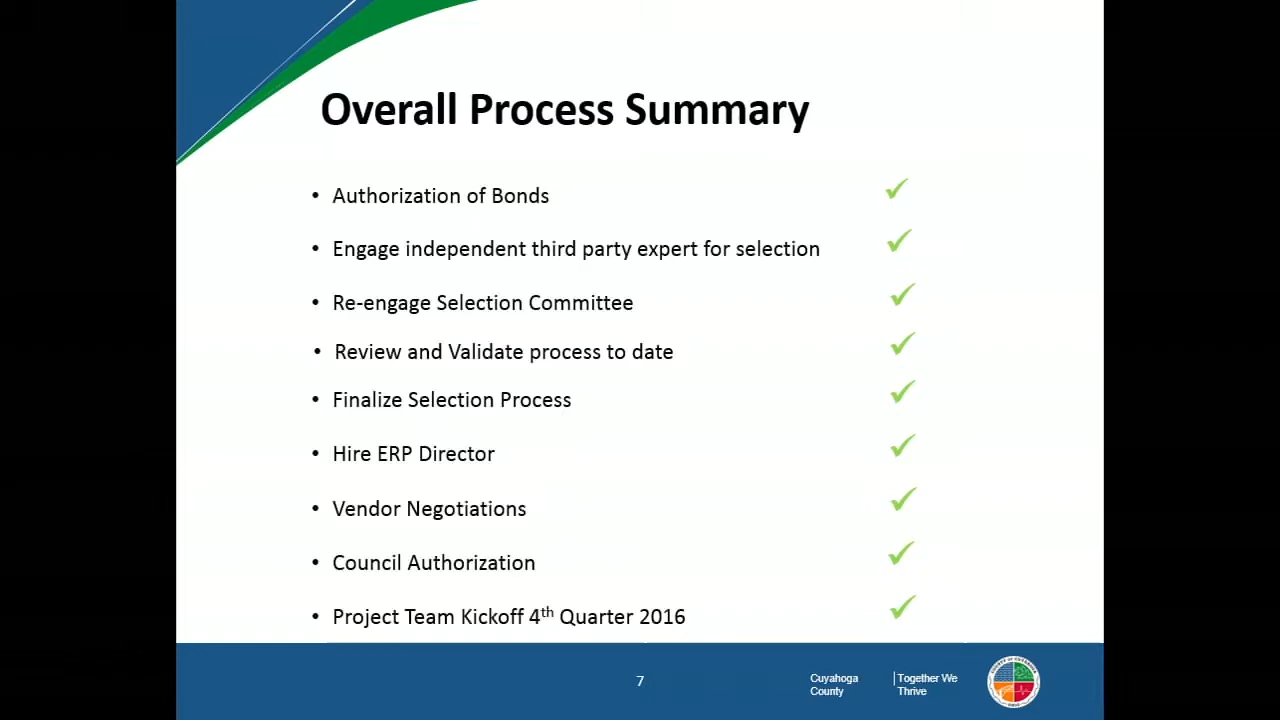 Overall Process Summary
• Authorization of Bonds ✓
• Engage independent third party expert for selection ✓
• Re-engage Selection Committee ✓
• Review and Validate process to date ✓
• Finalize Selection Process ✓
• Hire ERP Director ✓
• Vendor Negotiations ✓
• Council Authorization ✓
• Project Team Kickoff 4th Quarter 2016 ✓
7
Cuyahoga
County
Together We
Thrive